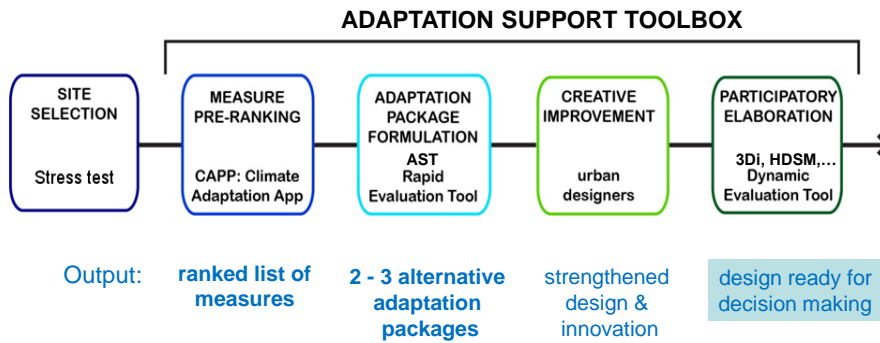 ADAPTATION SUPPORT TOOLBOX
SITE
SELECTION
Stress test
MEASURE
PRE-RANKING
CAPP: Climate
Adaptation App
ADAPTATION
PACKAGE
FORMULATION
AST
Rapid
Evaluation Tool
CREATIVE
IMPROVEMENT
urban
designers
PARTICIPATORY
ELABORATION
3Di, HDSM,...
Dynamic
Evaluation Tool
Output:
ranked list of
measures
2 - 3 alternative
adaptation
packages
strengthened
design &
innovation
design ready for
decision making